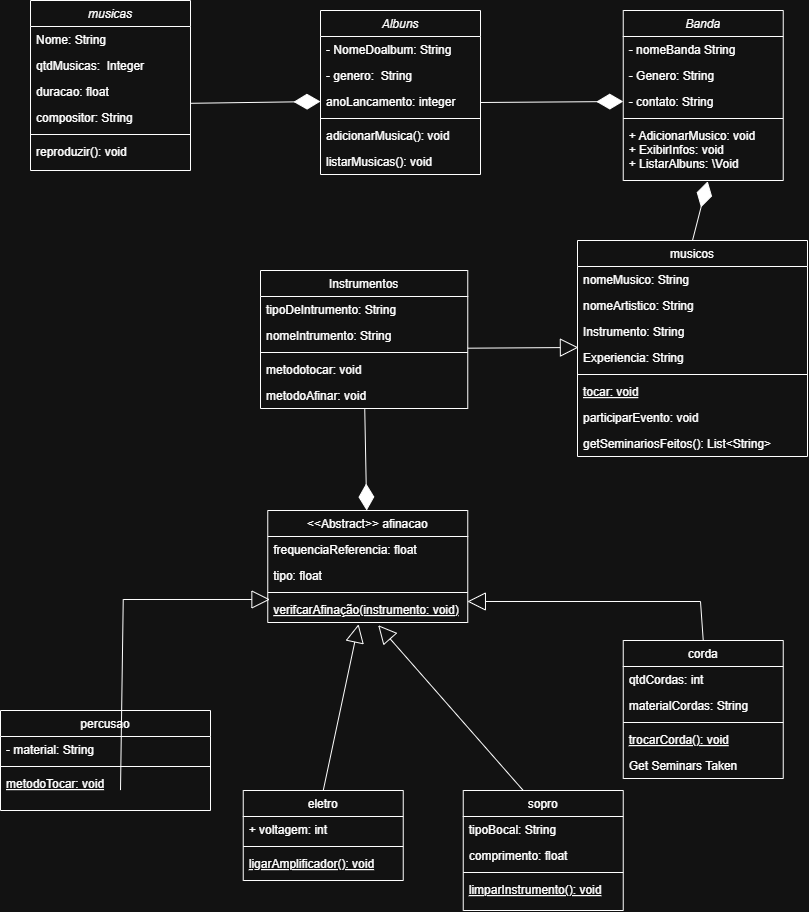 musicas
Nome: String
qtdMusicas:  Integer
duracao: float
compositor: String
reproduzir(): void
Albuns
- NomeDoalbum: String
- genero:  String
anoLancamento: integer
adicionarMusica(): void
listarMusicas(): void
Banda
- nomeBanda String
- Genero: String
- contato: String
+ AdicionarMusico: void
+ ExibirInfos: void
+ ListarAlbuns: \Void
musicos
nomeMusico: String
nomeArtistico: String
Instrumento: String
Experiencia: String
tocar: void
participarEvento: void
getSeminariosFeitos(): List<String>
Instrumentos
tipoDeIntrumento: String
nomeIntrumento: String
metodotocar: void
metodoAfinar: void
<<Abstract>> afinacao
frequenciaReferencia: float
tipo: float
verifcarAfinação(instrumento: void)
corda
qtdCordas: int
materialCordas: String
trocarCorda(): void
Get Seminars Taken
percusao
- material: String
metodoTocar: void
eletro
+ voltagem: int
ligarAmplificador(): void
sopro
tipoBocal: String
comprimento: float
limparInstrumento(): void